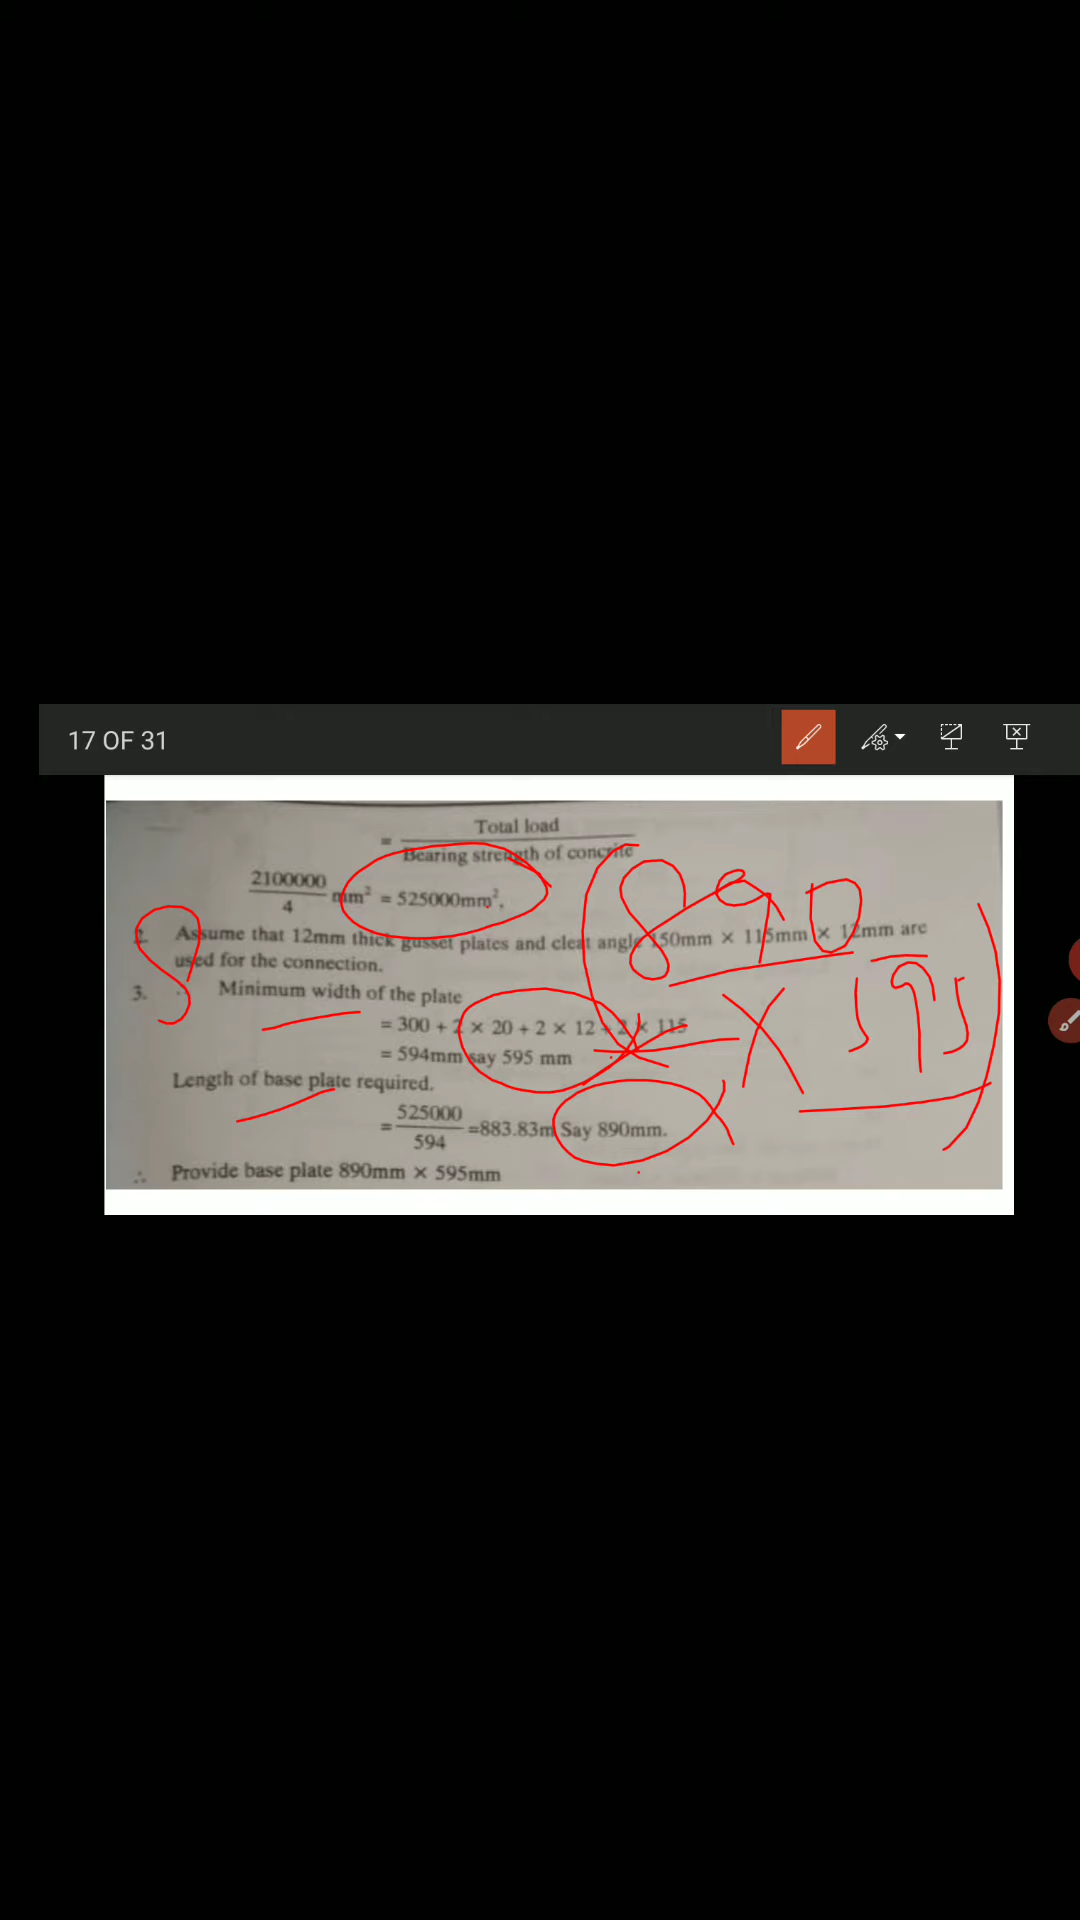 17 OF 31
= Total load
Bearing strength of concrite
2100000
4
mm² = 525000mm².
890
2. Assume that 12mm thick gusset plates and cleat angle 150mm × 115mm × 12mm are
used for the connection.
3. Minimum width of the plate
× 595
= 300 + 2 × 20 + 2 × 12 + 2 × 115
= 594mm say 595 mm
Length of base plate required.
= 525000
594
=883.83m Say 890mm.
∴ Provide base plate 890mm × 595mm